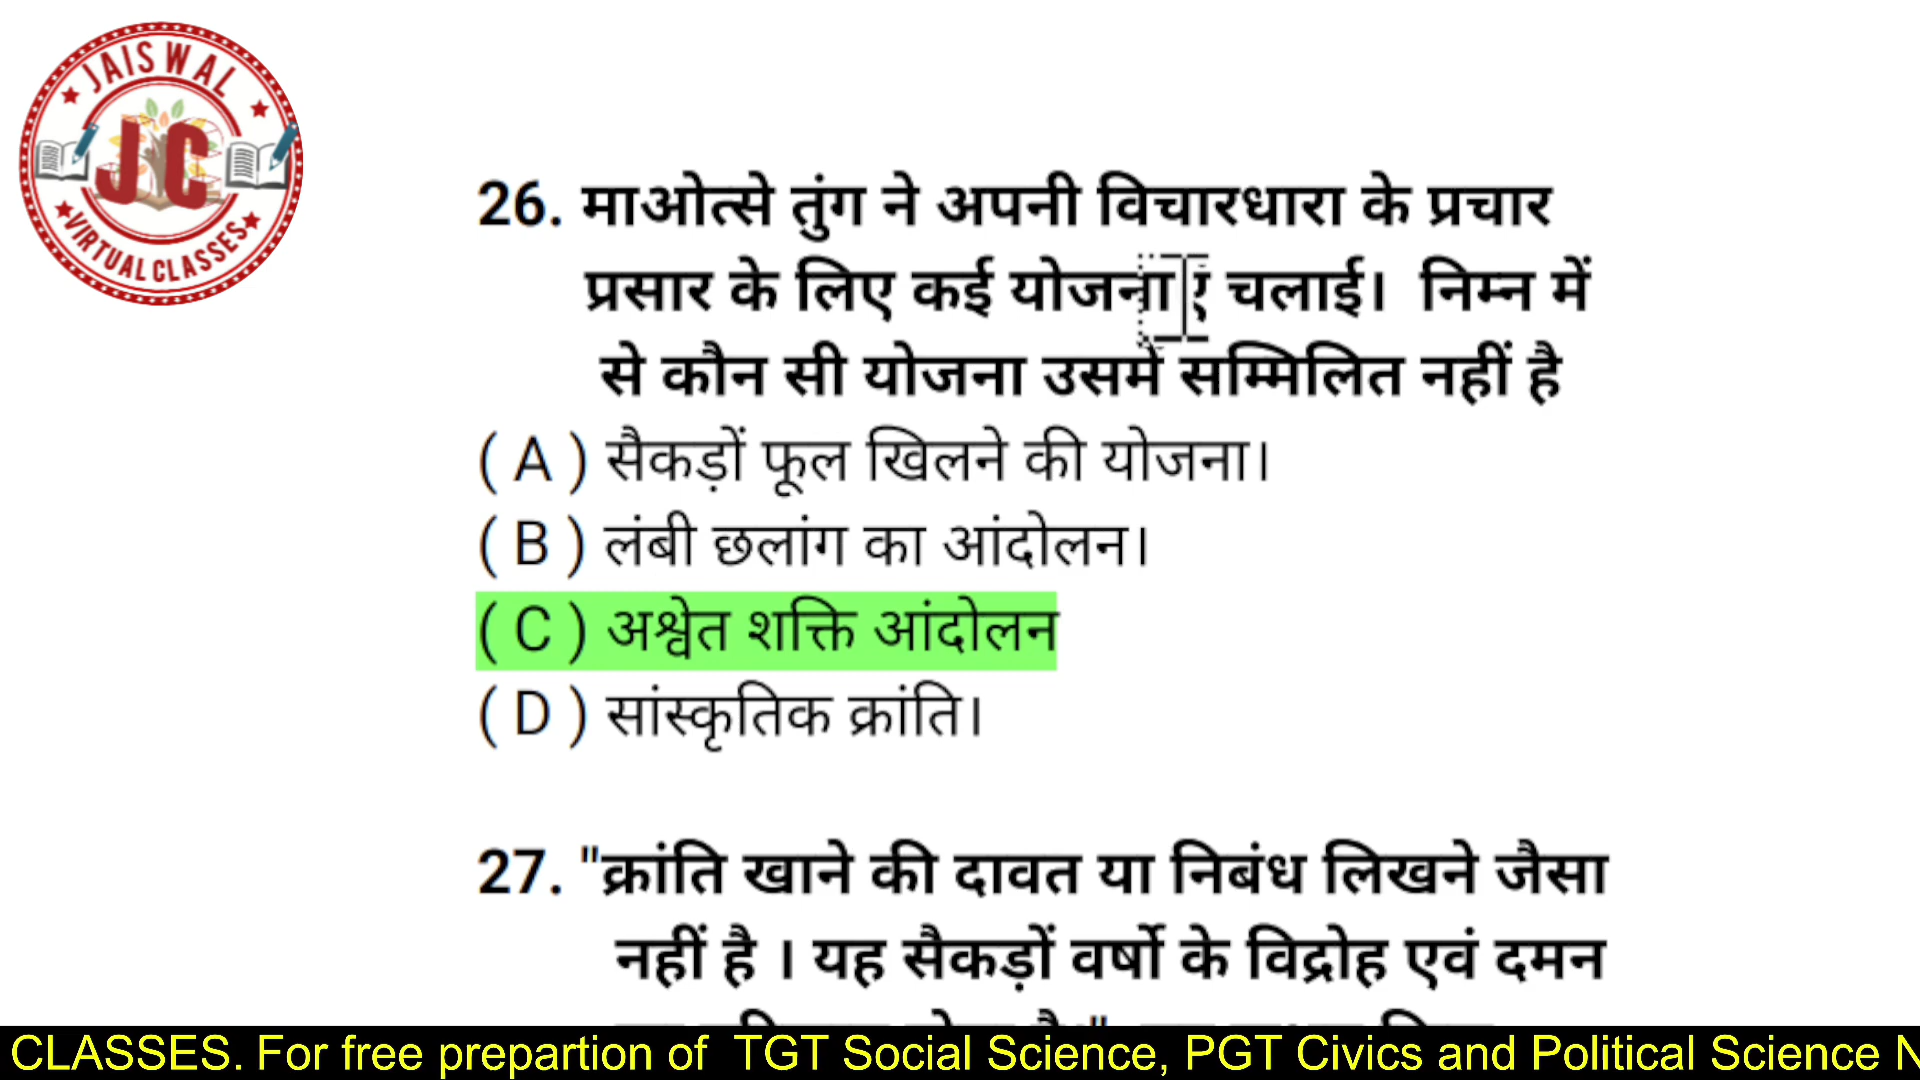 JAISWAL
JC
VIRTUAL CLASSES
26. माओत्से तुंग ने अपनी विचारधारा के प्रचार
प्रसार के लिए कई योजनाएं चलाई। निम्न में
से कौन सी योजना उसमें सम्मिलित नहीं है
( A ) सैकड़ों फूल खिलने की योजना।
( B ) लंबी छलांग का आंदोलन।
( C ) अश्वेत शक्ति आंदोलन
( D ) सांस्कृतिक क्रांति।
27. "क्रांति खाने की दावत या निबंध लिखने जैसा
नहीं है । यह सैकड़ों वर्षो के विद्रोह एवं दमन
CLASSES. For free prepartion of TGT Social Science, PGT Civics and Political Science N